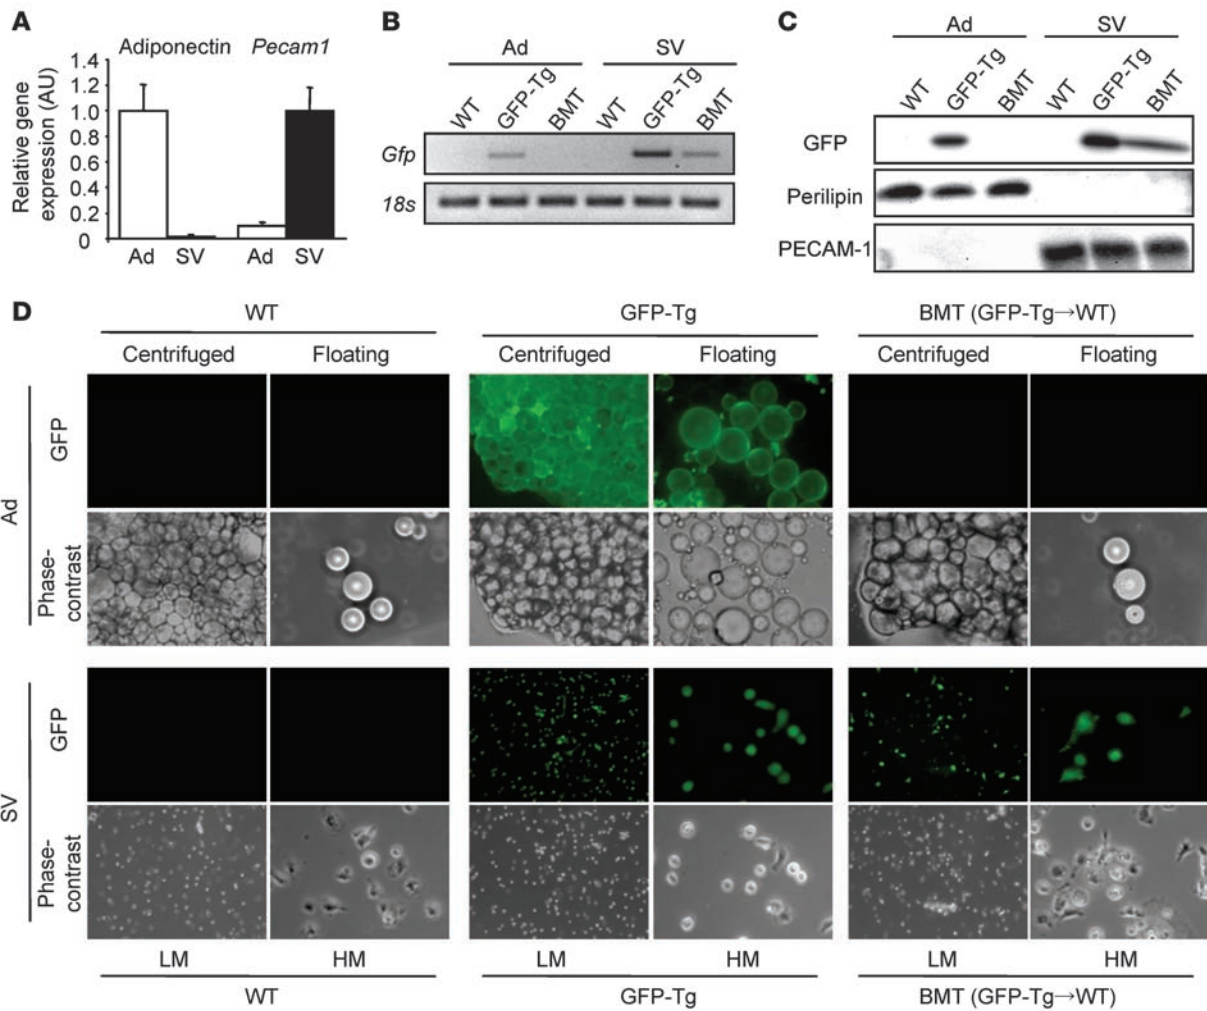 A
Adiponectin Pecam1
Relative gene
expression (AU)
1.4
1.2
1.0
0.8
0.6
0.4
0.2
0
Ad SV Ad SV
B
Ad SV
WT GFP-Tg BMT WT GFP-Tg BMT
Gfp
18s
C
Ad SV
WT GFP-Tg BMT WT GFP-Tg BMT
GFP
Perilipin
PECAM-1
D
WT GFP-Tg BMT (GFP-Tg→WT)
Centrifuged Floating Centrifuged Floating Centrifuged Floating
Ad
GFP
Phase-
contrast
SV
GFP
Phase-
contrast
LM HM LM HM LM HM
WT GFP-Tg BMT (GFP-Tg→WT)